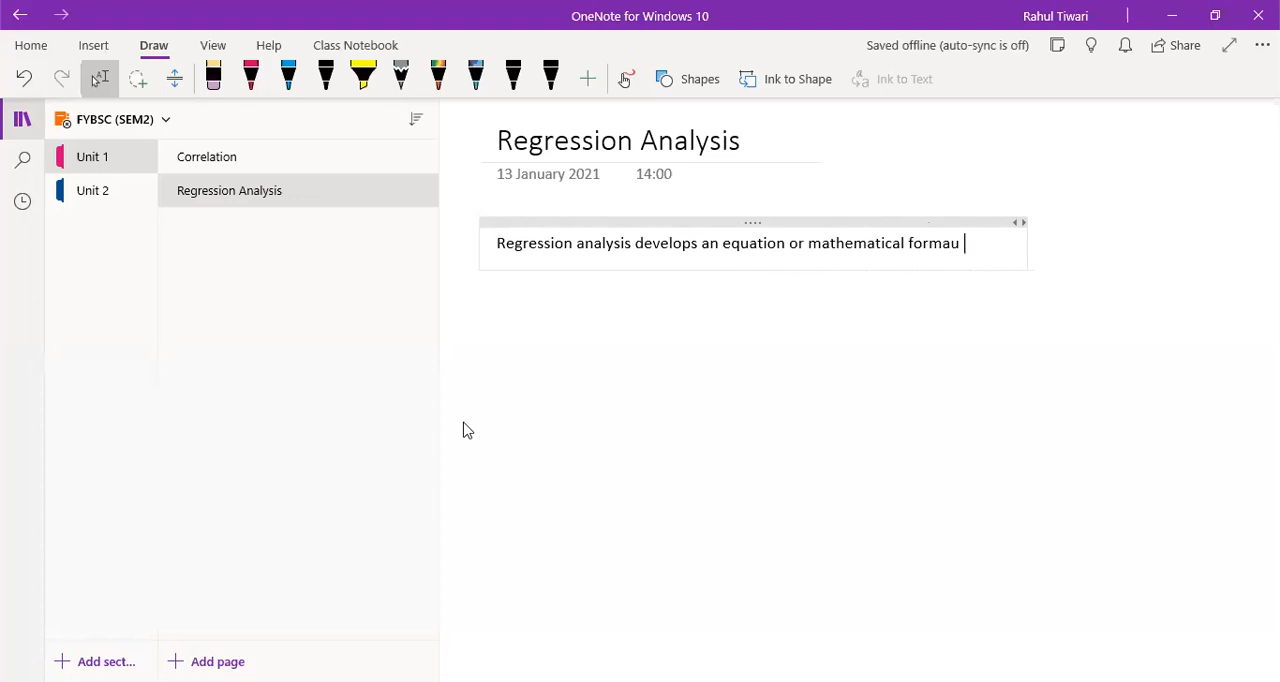 OneNote for Windows 10
Rahul Tiwari
Home Insert Draw View Help Class Notebook
Saved offline (auto-sync is off)
Share
Shapes
Ink to Shape
Ink to Text
FYBSC (SEM2)
Unit 1
Correlation
Unit 2
Regression Analysis
Regression Analysis
13 January 2021 14:00
Regression analysis develops an equation or mathematical formau
Add sect...
Add page